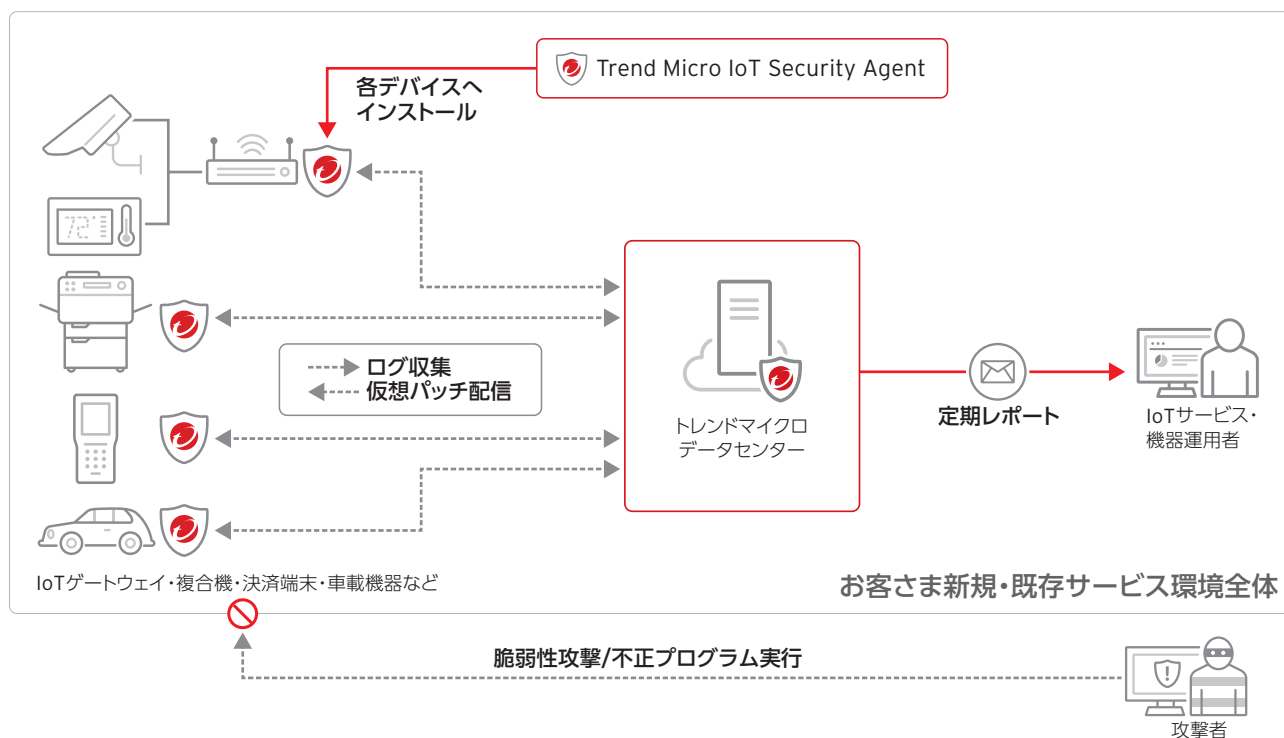 Trend Micro IoT Security Agent
各デバイスへ
インストール
72°
ログ収集
仮想パッチ配信
トレンドマイクロ
データセンター
定期レポート
IoTサービス・
機器運用者
IoTゲートウェイ・複合機・決済端末・車載機器など
お客さま新規・既存サービス環境全体
脆弱性攻撃/不正プログラム実行
攻撃者